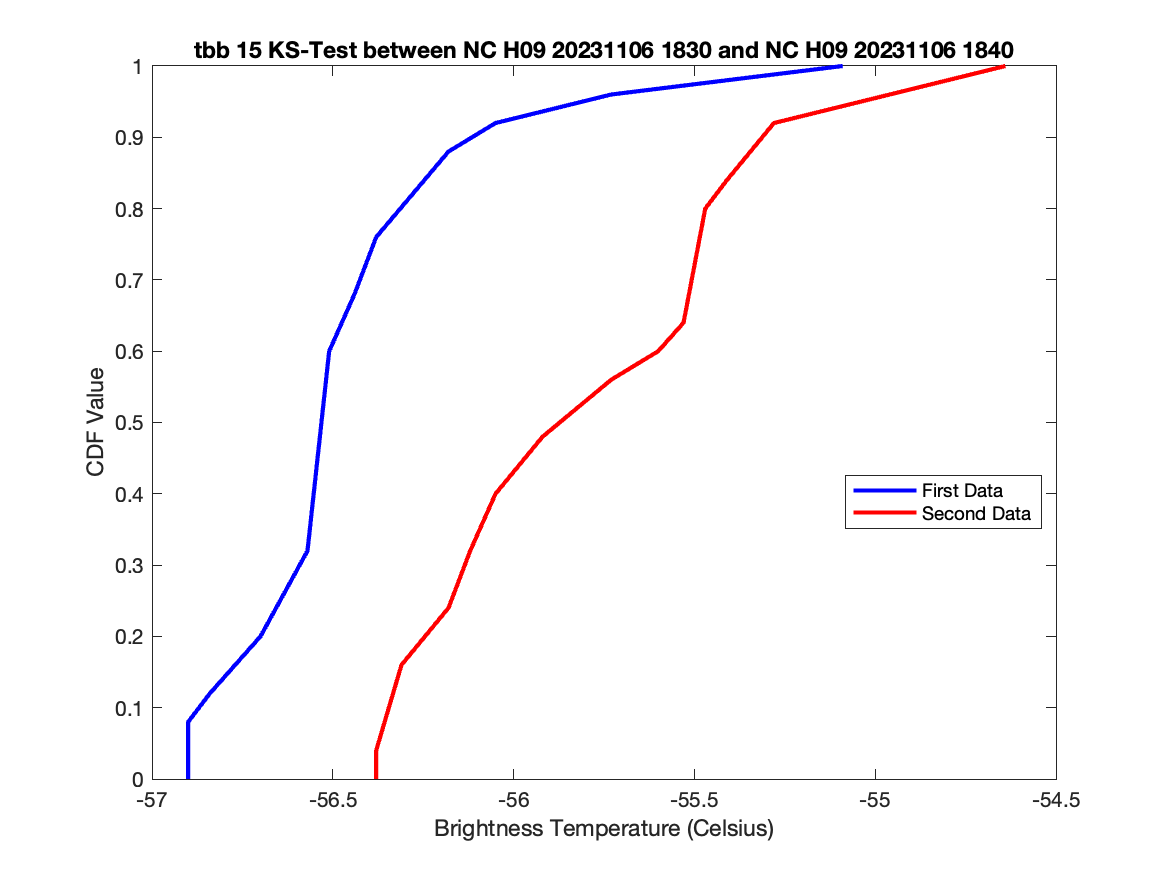 tbb 15 KS-Test between NC H09 20231106 1830 and NC H09 20231106 1840
1
0.9
0.8
0.7
0.6
0.5
0.4
0.3
0.2
0.1
0
CDF Value
First Data
Second Data
-57 -56.5 -56 -55.5 -55 -54.5
Brightness Temperature (Celsius)